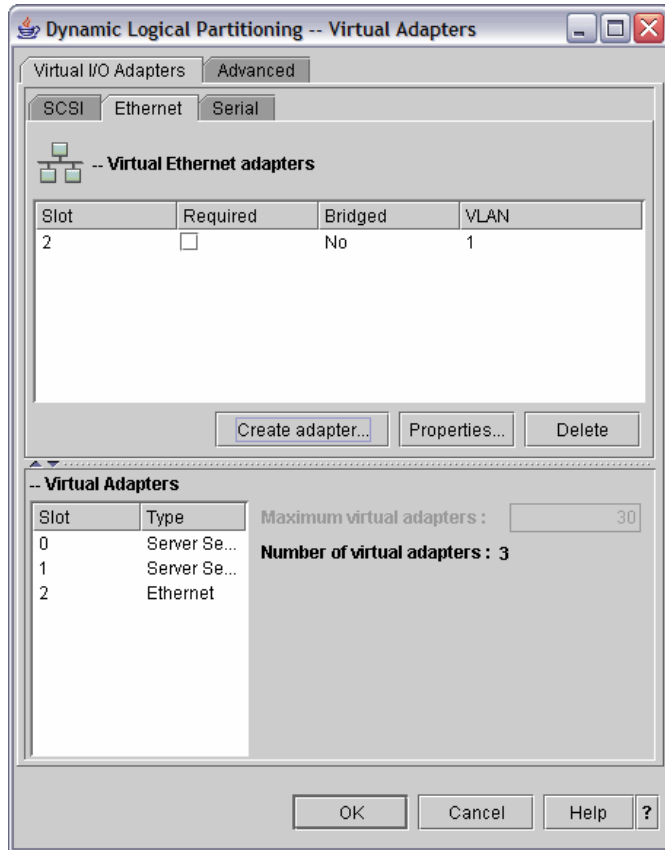 Dynamic Logical Partitioning -- Virtual Adapters
Virtual I/O Adapters Advanced
SCSI Ethernet Serial
-- Virtual Ethernet adapters
Slot Required Bridged VLAN
2 No 1
Create adapter... Properties... Delete
-- Virtual Adapters
Slot Type
0 Server Se...
1 Server Se...
2 Ethernet
Maximum virtual adapters : 30
Number of virtual adapters : 3
OK Cancel Help ?